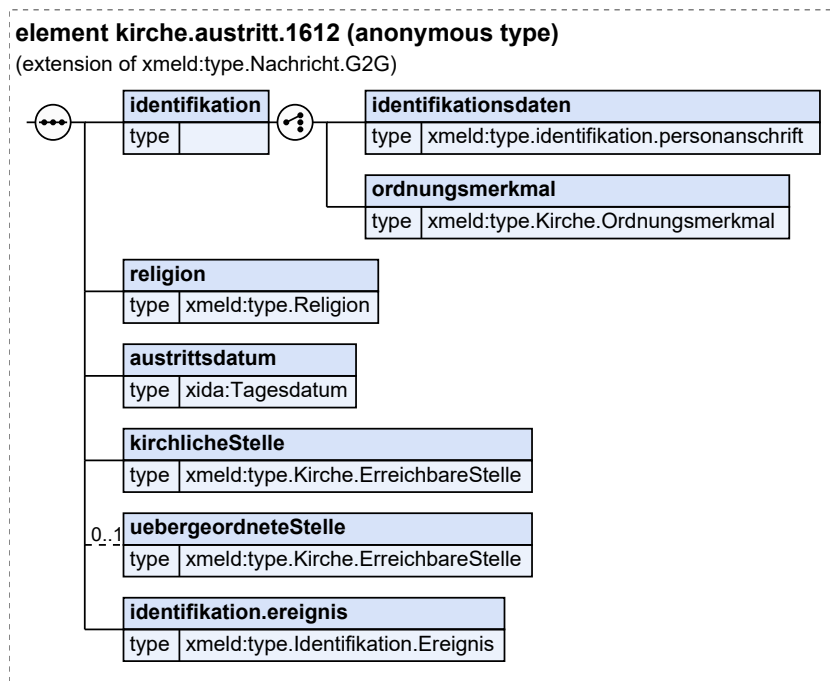 element kirche.austritt.1612 (anonymous type)
(extension of xmeld:type.Nachricht.G2G)
identifikation
type
identifikationsdaten
type xmeld:type.identifikation.personanschrift
ordnungsmerkmal
type xmeld:type.Kirche.Ordnungsmerkmal
religion
type xmeld:type.Religion
austrittsdatum
type xida:Tagesdatum
kirchlicheStelle
type xmeld:type.Kirche.ErreichbareStelle
0..1 uebergeordneteStelle
type xmeld:type.Kirche.ErreichbareStelle
identifikation.ereignis
type xmeld:type.Identifikation.Ereignis